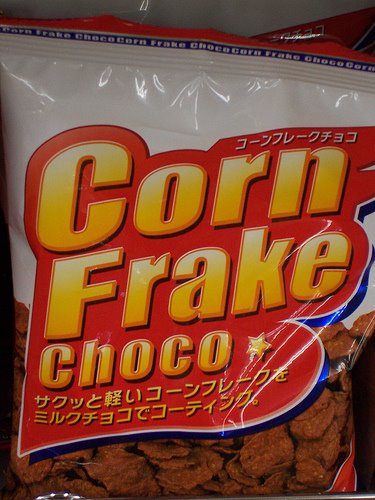 Corn Frake ChocoCorn Frake ChocoCorn Frake ChocoCorn
コーンフレークチョコ
Corn
Frake
choco
サクッと軽いコーンフレークを
ミルクチョコでコーティング。